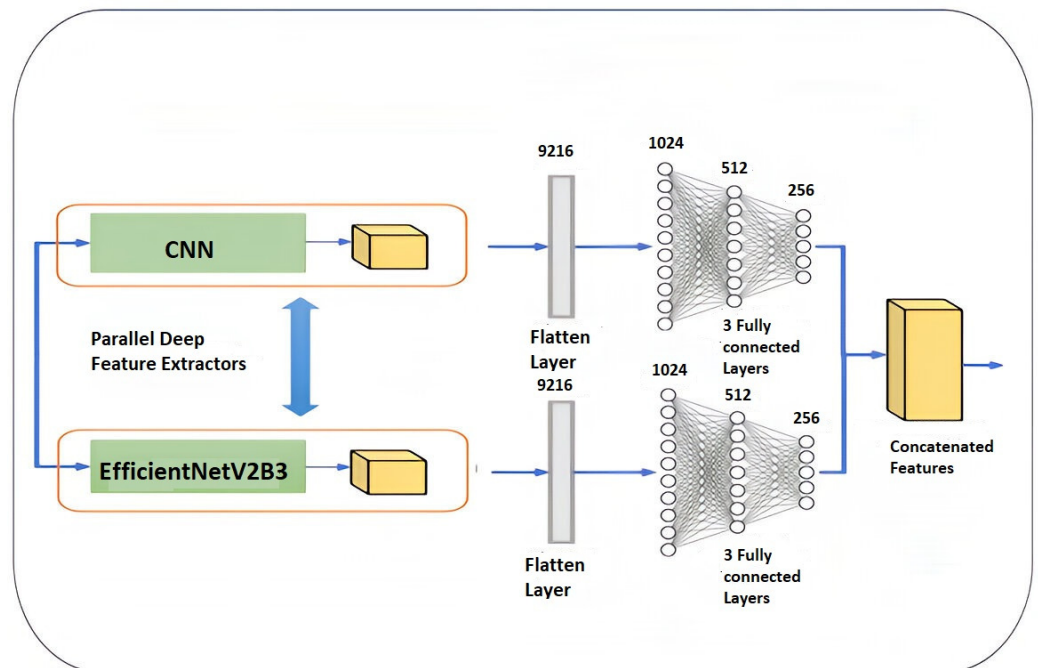 9216
1024
512
256
CNN
Flatten
Layer
3 Fully
connected
Layers
Parallel Deep
Feature Extractors
9216
1024
512
256
EfficientNetV2B3
Flatten
Layer
3 Fully
connected
Layers
Concatenated
Features